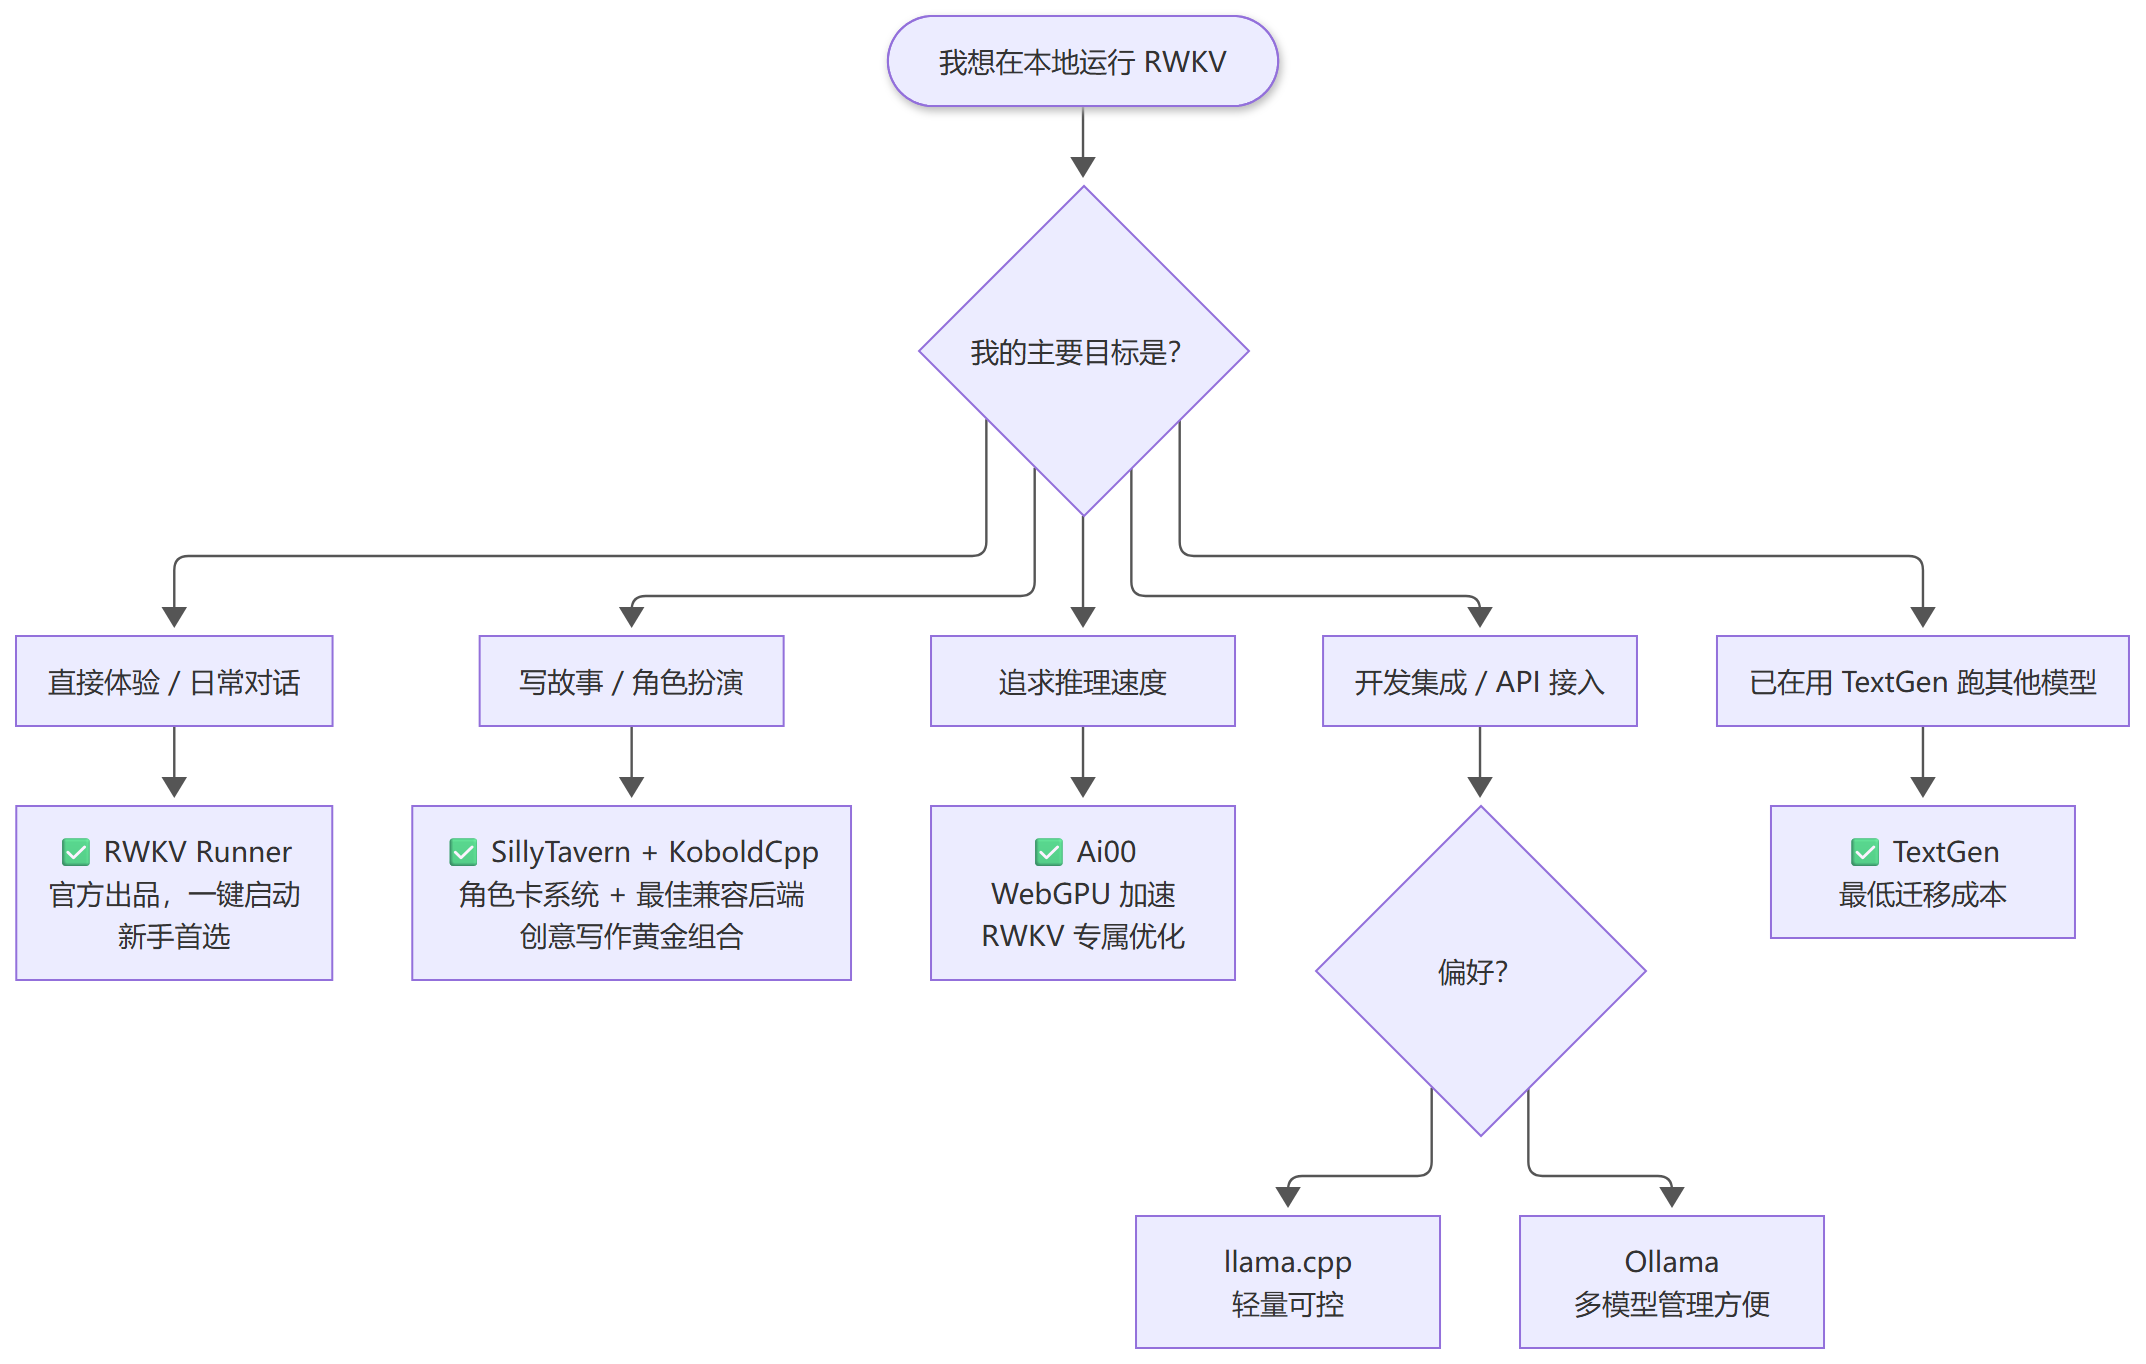 我想在本地运行 RWKV
我的主要目标是？
直接体验 / 日常对话
写故事 / 角色扮演
追求推理速度
开发集成 / API 接入
已在用 TextGen 跑其他模型
✅ RWKV Runner
官方出品，一键启动
新手首选
✅ SillyTavern + KoboldCpp
角色卡系统 + 最佳兼容后端
创意写作黄金组合
✅ Ai00
WebGPU 加速
RWKV 专属优化
偏好？
✅ TextGen
最低迁移成本
llama.cpp
轻量可控
Ollama
多模型管理方便